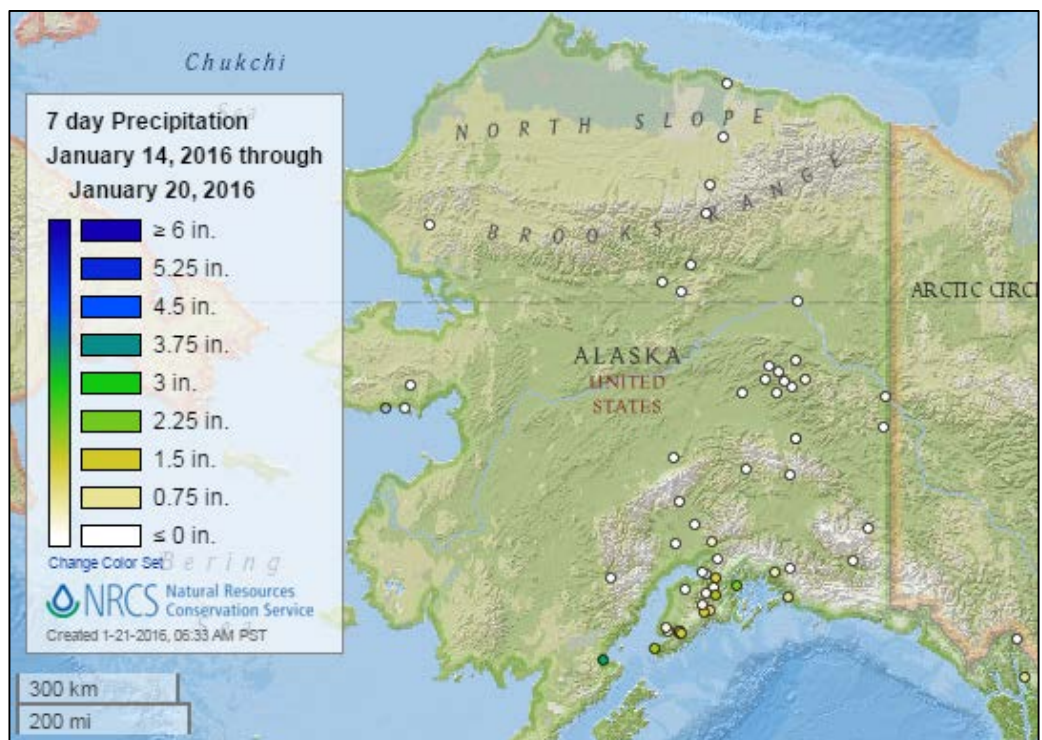 Chukchi
Sea
7 day Precipitation
January 14, 2016 through
January 20, 2016
≥ 6 in.
5.25 in.
4.5 in.
3.75 in.
3 in.
2.25 in.
1.5 in.
0.75 in.
≤ 0 in.
Change Color Set
Bering
Sea
NRCS Natural Resources
Conservation Service
Created 1-21-2016, 06:33 AM PST
300 km
200 mi
NORTH SLOPE
BROOKS RANGE
ARCTIC CIRC
ALASKA
UNITED
STATES